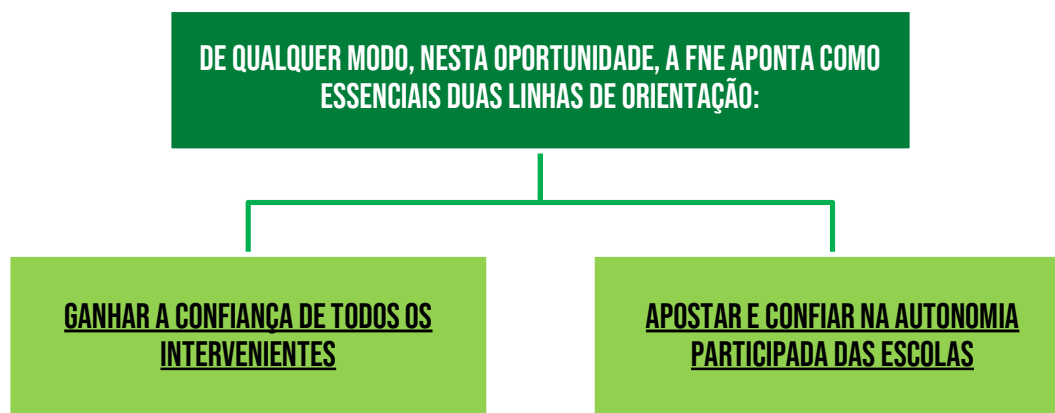 DE QUALQUER MODO, NESTA OPORTUNIDADE, A FNE APONTA COMO
ESSENCIAIS DUAS LINHAS DE ORIENTAÇÃO:
GANHAR A CONFIANÇA DE TODOS OS
INTERVENIENTES
APOSTAR E CONFIAR NA AUTONOMIA
PARTICIPADA DAS ESCOLAS